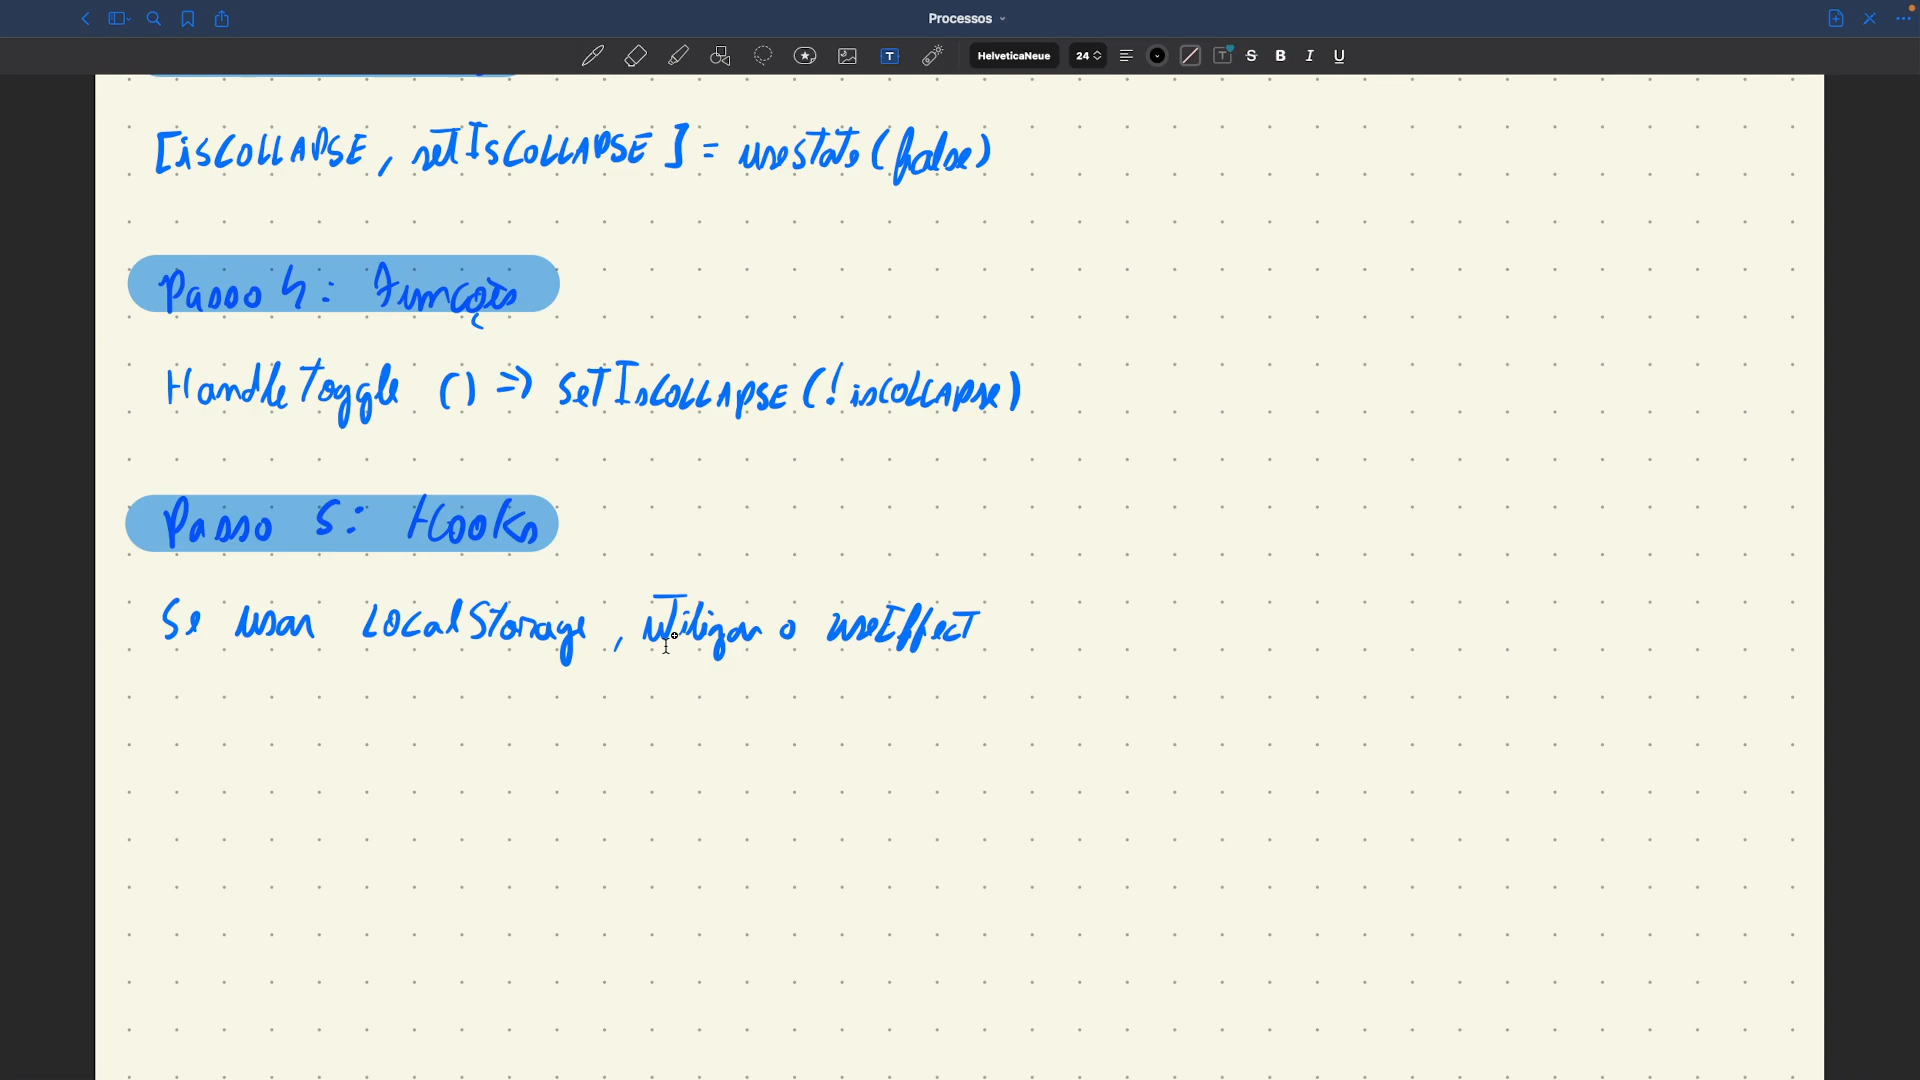 Processos
HelveticaNeue 24
[isCOLLAPSE, setIsCOLLAPSE] = useState(false)
Passo 4: Funções
HandleToggle () => SetIsCOLLAPSE(!isCOLLAPSE)
Passo 5: Hooks
Se usar LocalStorage, utilizar o useEffect